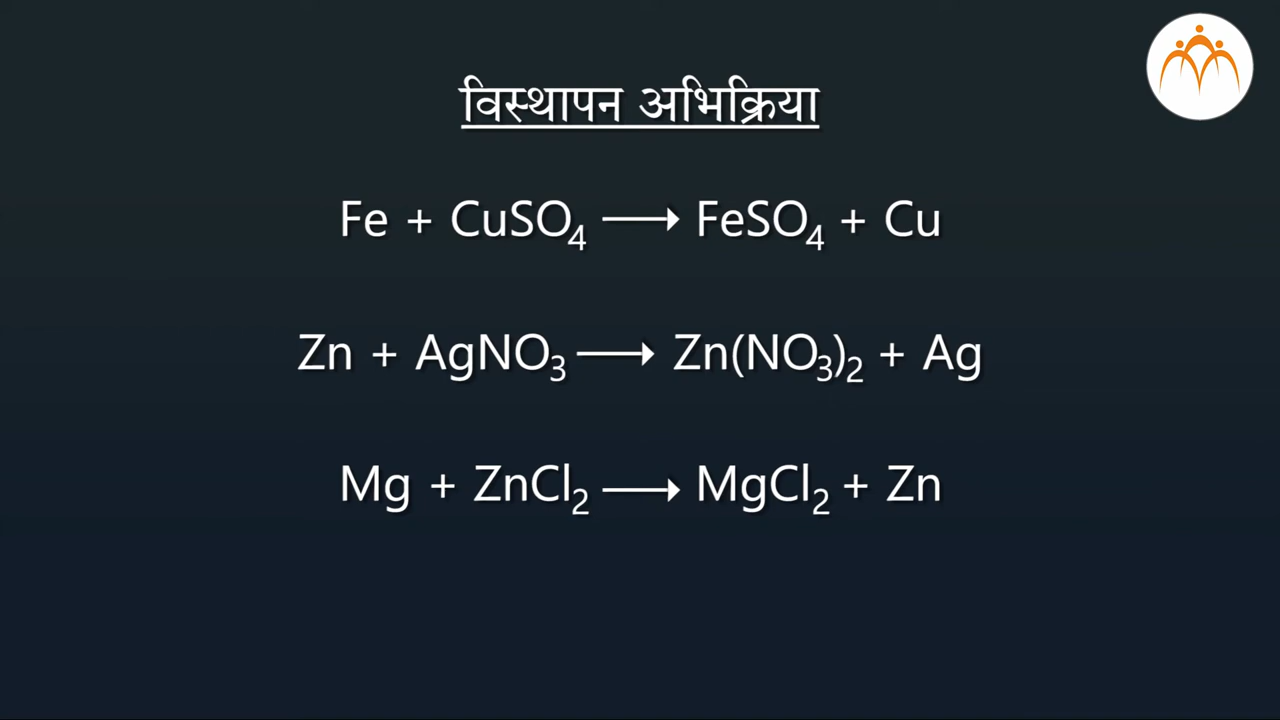 विस्थापन अभिक्रिया
Fe + CuSO₄ ⟶ FeSO₄ + Cu
Zn + AgNO₃ ⟶ Zn(NO₃)₂ + Ag
Mg + ZnCl₂ ⟶ MgCl₂ + Zn